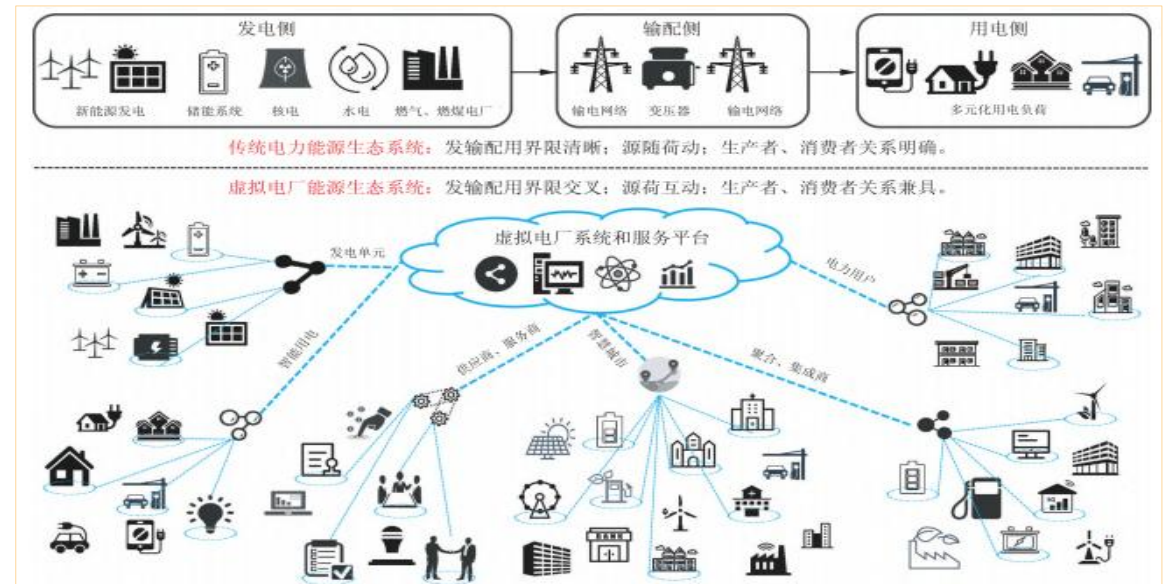 发电侧
输配侧
用电侧
新能源发电
储能系统
核电
水电
燃气、燃煤电厂
输电网络
变压器
输电网络
多元化用电负荷
传统电力能源生态系统：发输配用界限清晰；源随荷动；生产者、消费者关系明确。
虚拟电厂能源生态系统：发输配用界限交叉；源荷互动；生产者、消费者关系兼具。
虚拟电厂系统和服务平台
发电单元
电力用户
智能用电
供应商、服务商
智慧城市
聚合、集成商
BANK